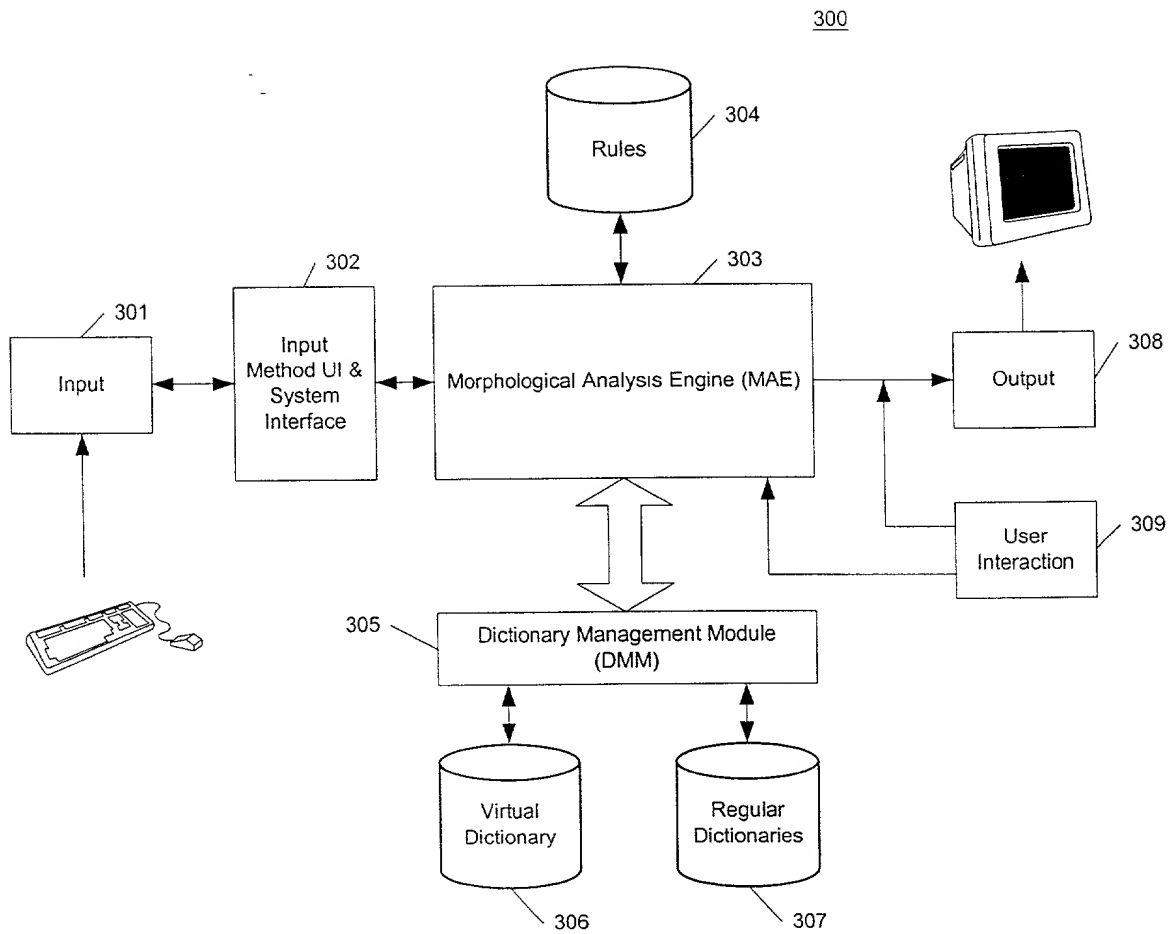 300
304
Rules
302
303
301
308
Input
Method UI &
System
Interface
Input
Morphological Analysis Engine (MAE)
Output
309
User
Interaction
305
Dictionary Management Module
(DMM)
Virtual
Dictionary
Regular
Dictionaries
306
307